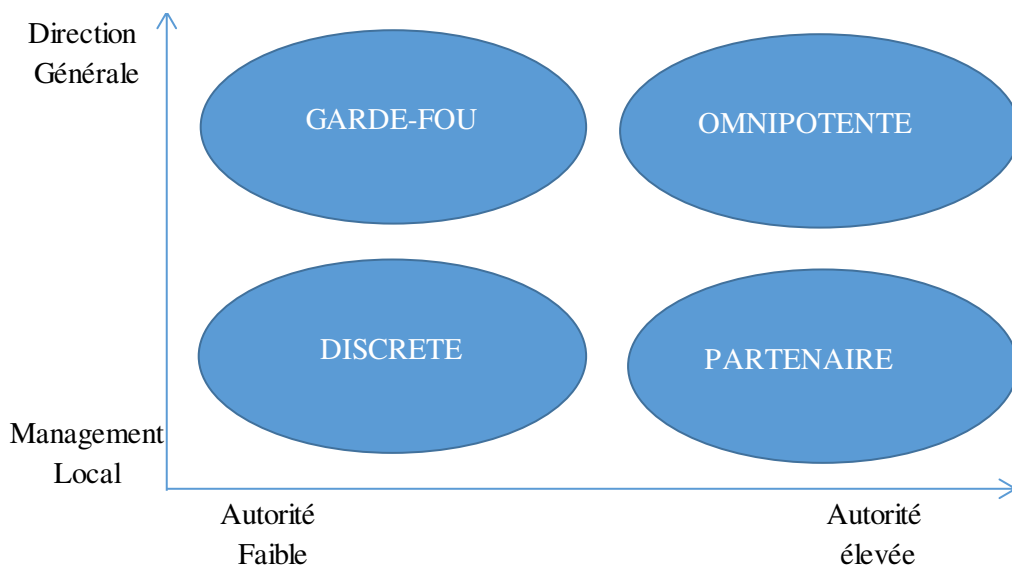 Direction
Générale
GARDE-FOU
OMNIPOTENTE
DISCRETE
PARTENAIRE
Management
Local
Autorité
Faible
Autorité
élevée